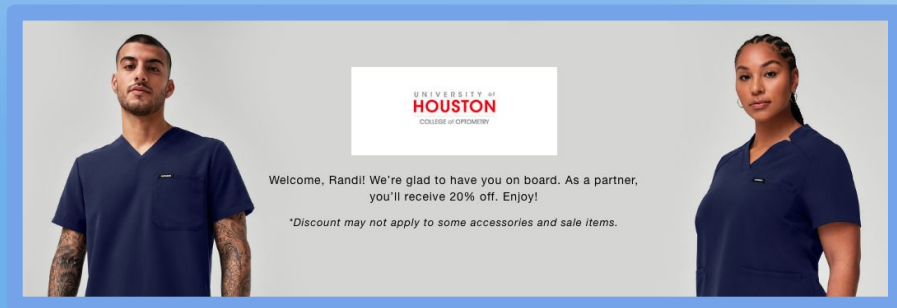 UNIVERSITY of
HOUSTON
COLLEGE of OPTOMETRY
Welcome, Randi! We're glad to have you on board. As a partner,
you'll receive 20% off. Enjoy!
*Discount may not apply to some accessories and sale items.